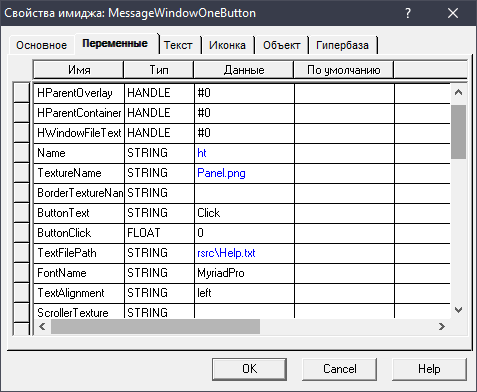 Свойства имиджа: MessageWindowOneButton
Основное Переменные Текст Иконка Объект Гипербаза
Имя Тип Данные По умолчанию
HParentOverlay HANDLE #0
HParentContainer HANDLE #0
HWindowFileText HANDLE #0
Name STRING ht
TextureName STRING Panel.png
BorderTextureNam STRING
ButtonText STRING Click
ButtonClick FLOAT 0
TextFilePath STRING rsrc\Help.txt
FontName STRING MyriadPro
TextAlignment STRING left
ScrollerTexture STRING
OK Cancel Help